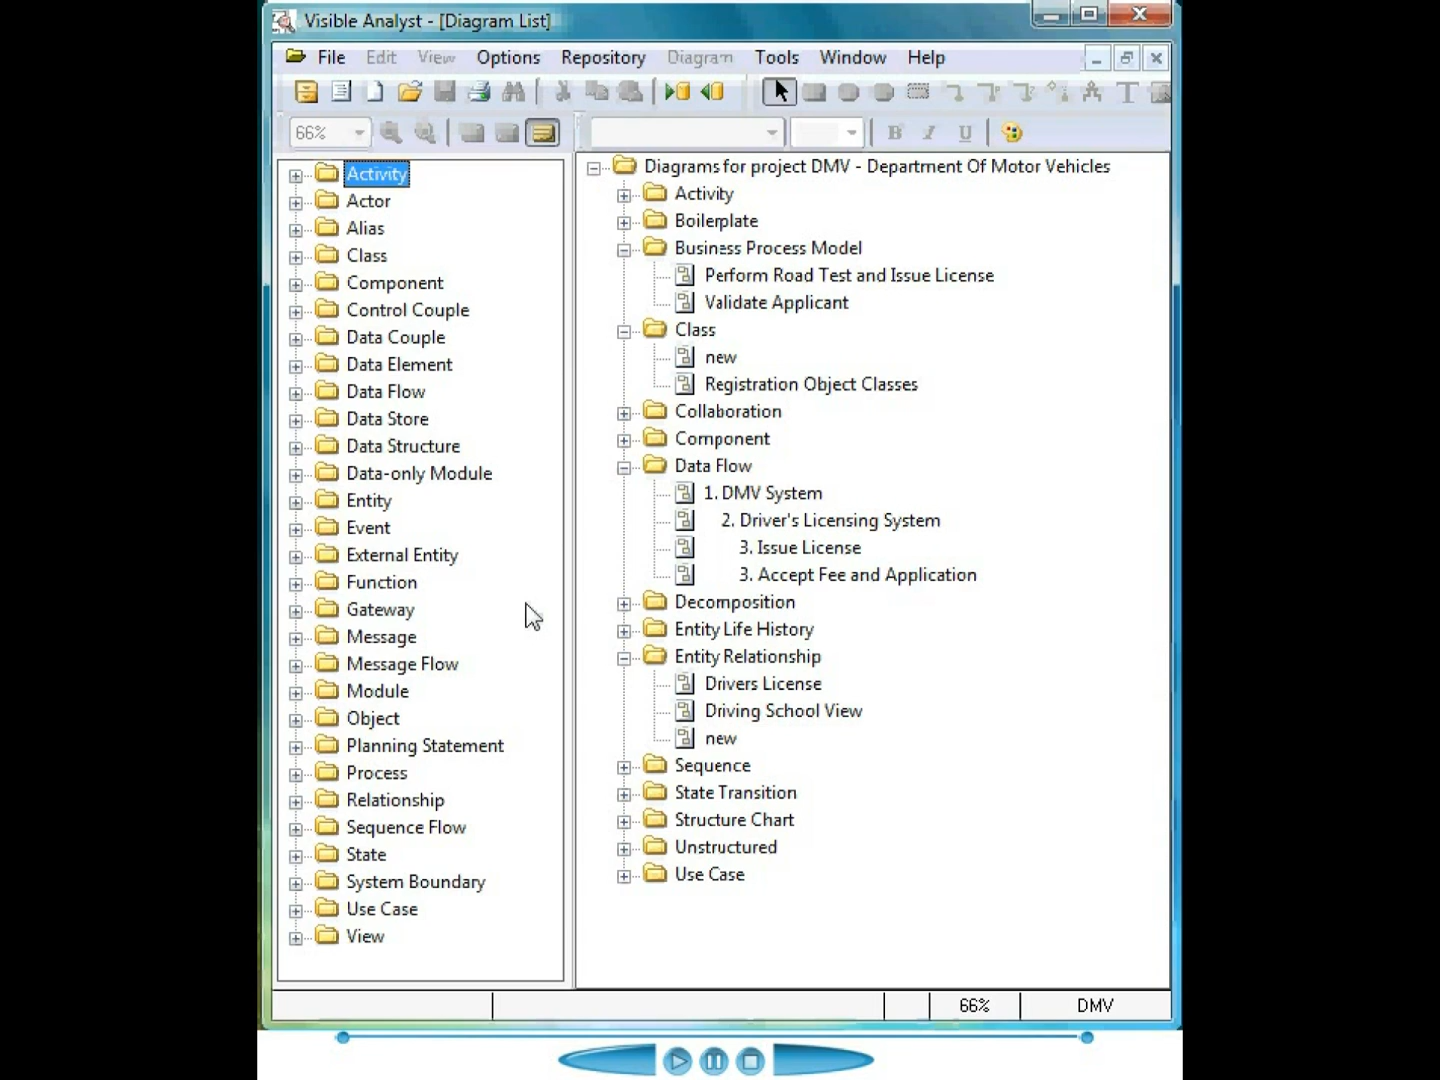 Visible Analyst - [Diagram List]
File Edit View Options Repository Diagram Tools Window Help
66% B I U
Activity
Actor
Alias
Class
Component
Control Couple
Data Couple
Data Element
Data Flow
Data Store
Data Structure
Data-only Module
Entity
Event
External Entity
Function
Gateway
Message
Message Flow
Module
Object
Planning Statement
Process
Relationship
Sequence Flow
State
System Boundary
Use Case
View
Diagrams for project DMV - Department Of Motor Vehicles
Activity
Boilerplate
Business Process Model
Perform Road Test and Issue License
Validate Applicant
Class
new
Registration Object Classes
Collaboration
Component
Data Flow
1. DMV System
2. Driver's Licensing System
3. Issue License
3. Accept Fee and Application
Decomposition
Entity Life History
Entity Relationship
Drivers License
Driving School View
new
Sequence
State Transition
Structure Chart
Unstructured
Use Case
66% DMV